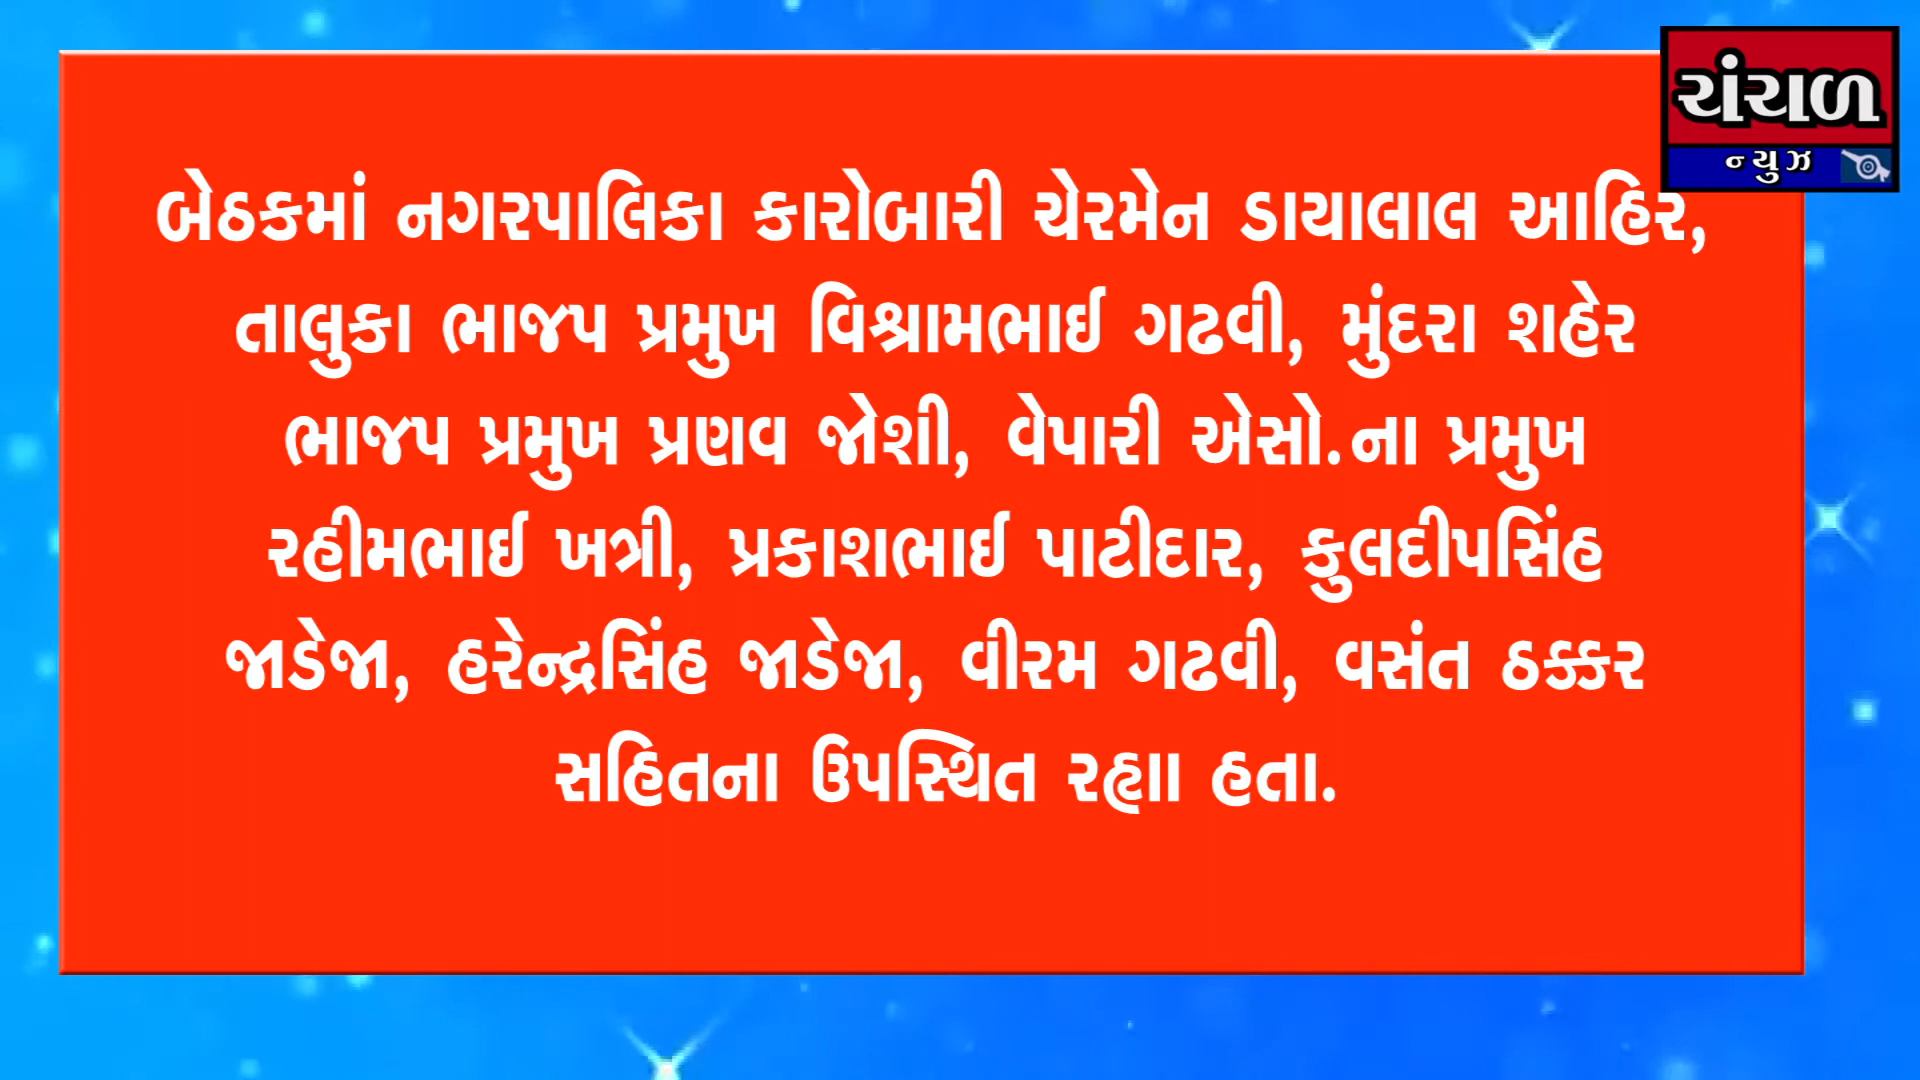 ચંચળ
ન્યુઝ
બેઠકમાં નગરપાલિકા કારોબારી ચેરમેન ડાયાલાલ આહિર,
તાલુકા ભાજપ પ્રમુખ વિશ્રામભાઈ ગઢવી, મુંદરા શહેર
ભાજપ પ્રમુખ પ્રણવ જોશી, વેપારી એસો.ના પ્રમુખ
રહીમભાઈ ખત્રી, પ્રકાશભાઈ પાટીદાર, કુલદીપસિંહ
જાડેજા, હરેન્દ્રસિંહ જાડેજા, વીરમ ગઢવી, વસંત ઠક્કર
સહિતના ઉપસ્થિત રહ્યાા હતા.